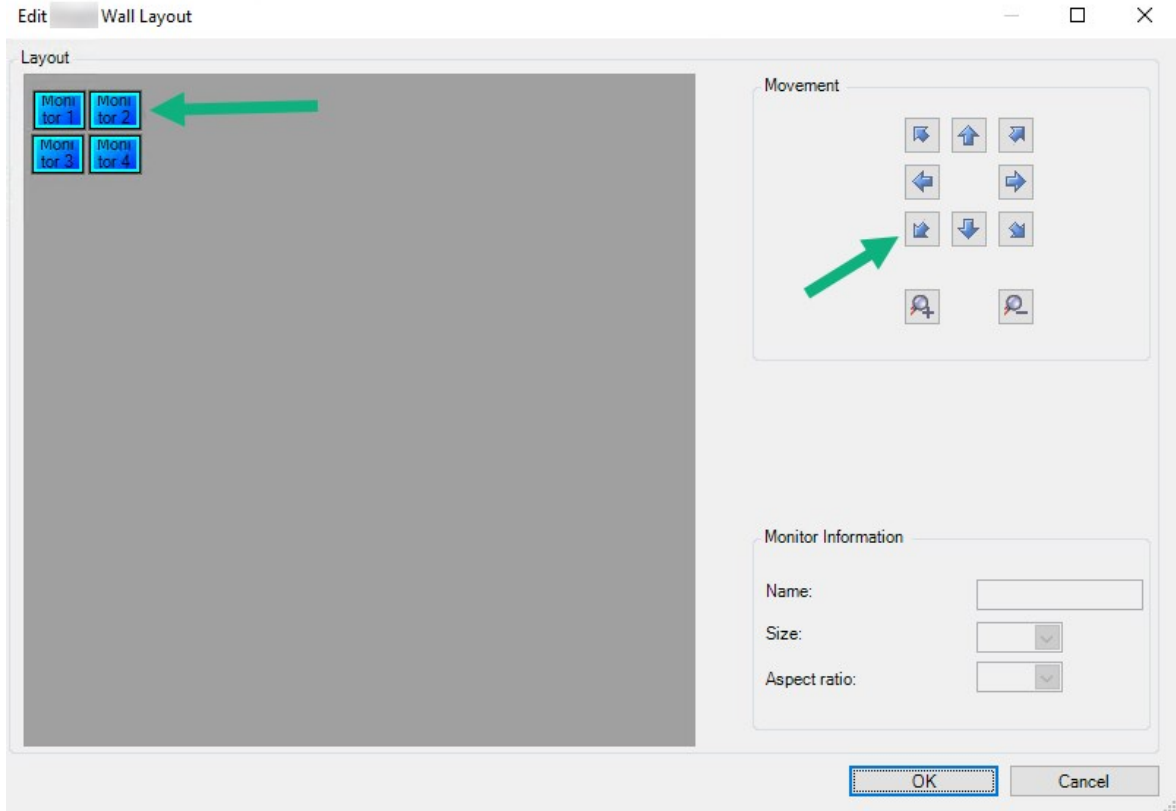 Edit Wall Layout
Layout
Moni
tor 1
Moni
tor 2
Moni
tor 3
Moni
tor 4
Movement
Monitor Information
Name:
Size:
Aspect ratio:
OK
Cancel